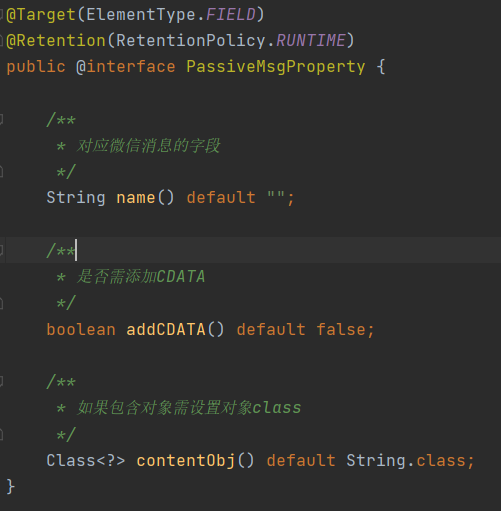 @Target(ElementType.FIELD)
@Retention(RetentionPolicy.RUNTIME)
public @interface PassiveMsgProperty {
/**
* 对应微信消息的字段
*/
String name() default "";
/**
* 是否需添加CDATA
*/
boolean addCDATA() default false;
/**
* 如果包含对象需设置对象class
*/
Class<?> contentObj() default String.class;
}